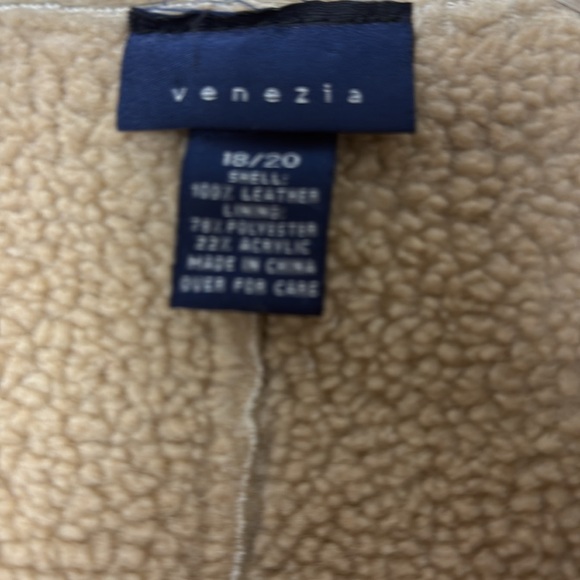 venezia
18/20
SHELL:
100% LEATHER
LINING:
78% POLYESTER
22% ACRYLIC
MADE IN CHINA
OVER FOR CARE